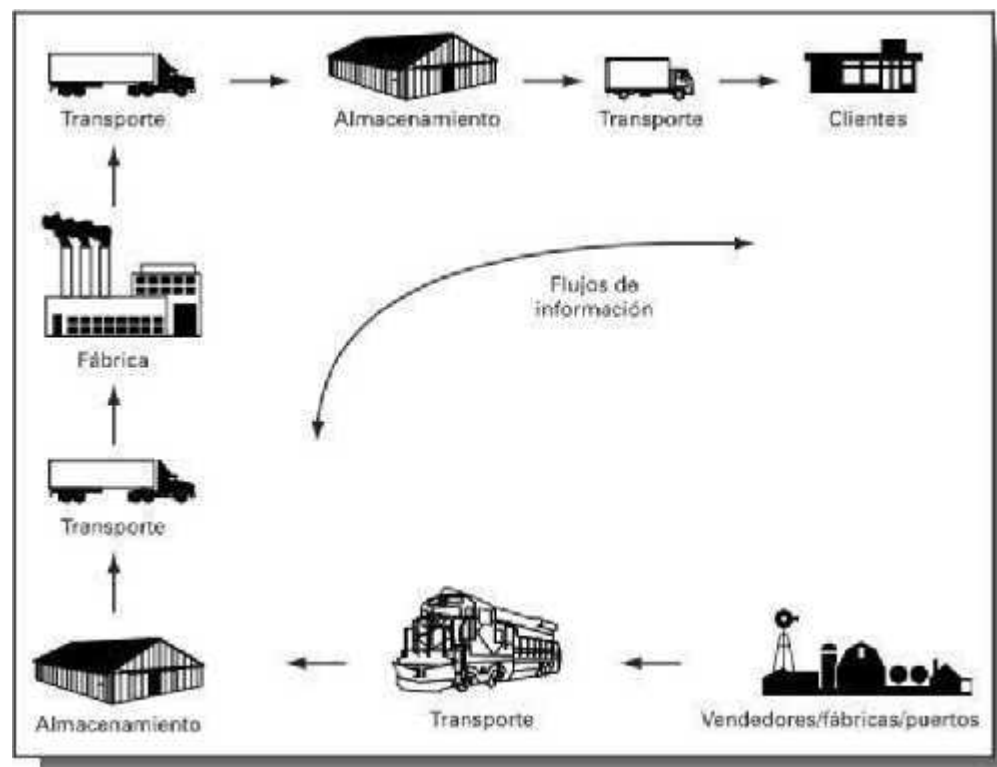 Transporte
Almacenamiento
Transporte
Clientes
Flujos de
información
Fábrica
Transporte
Almacenamiento
Transporte
Vendedores/fábricas/puertos